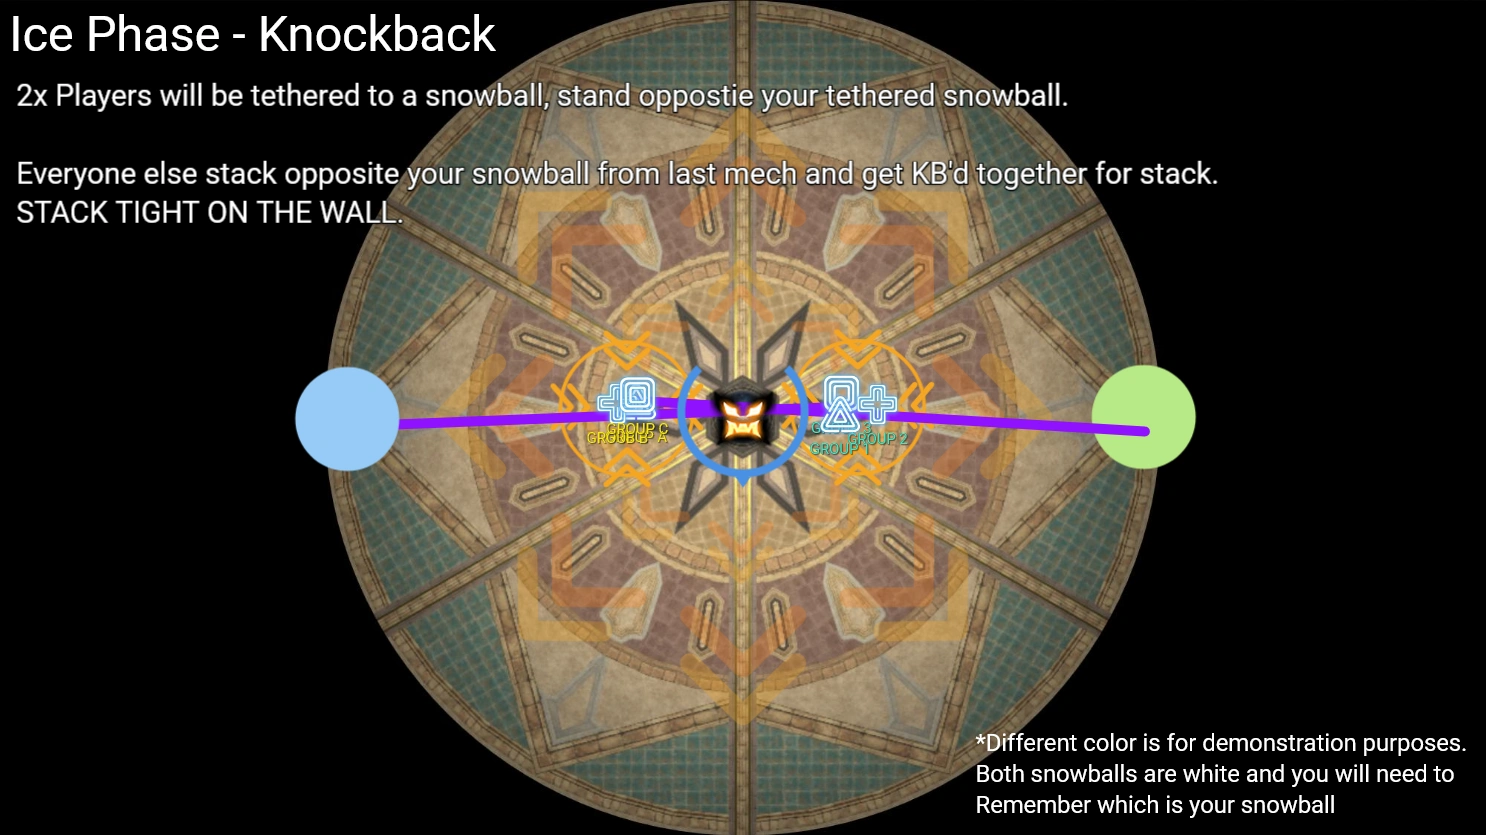 Ice Phase - Knockback
2x Players will be tethered to a snowball, stand oppostie your tethered snowball.
Everyone else stack opposite your snowball from last mech and get KB'd together for stack.
STACK TIGHT ON THE WALL.
GROUP C
GROUP A
GROUP 2
GROUP 1
*Different color is for demonstration purposes.
Both snowballs are white and you will need to
Remember which is your snowball